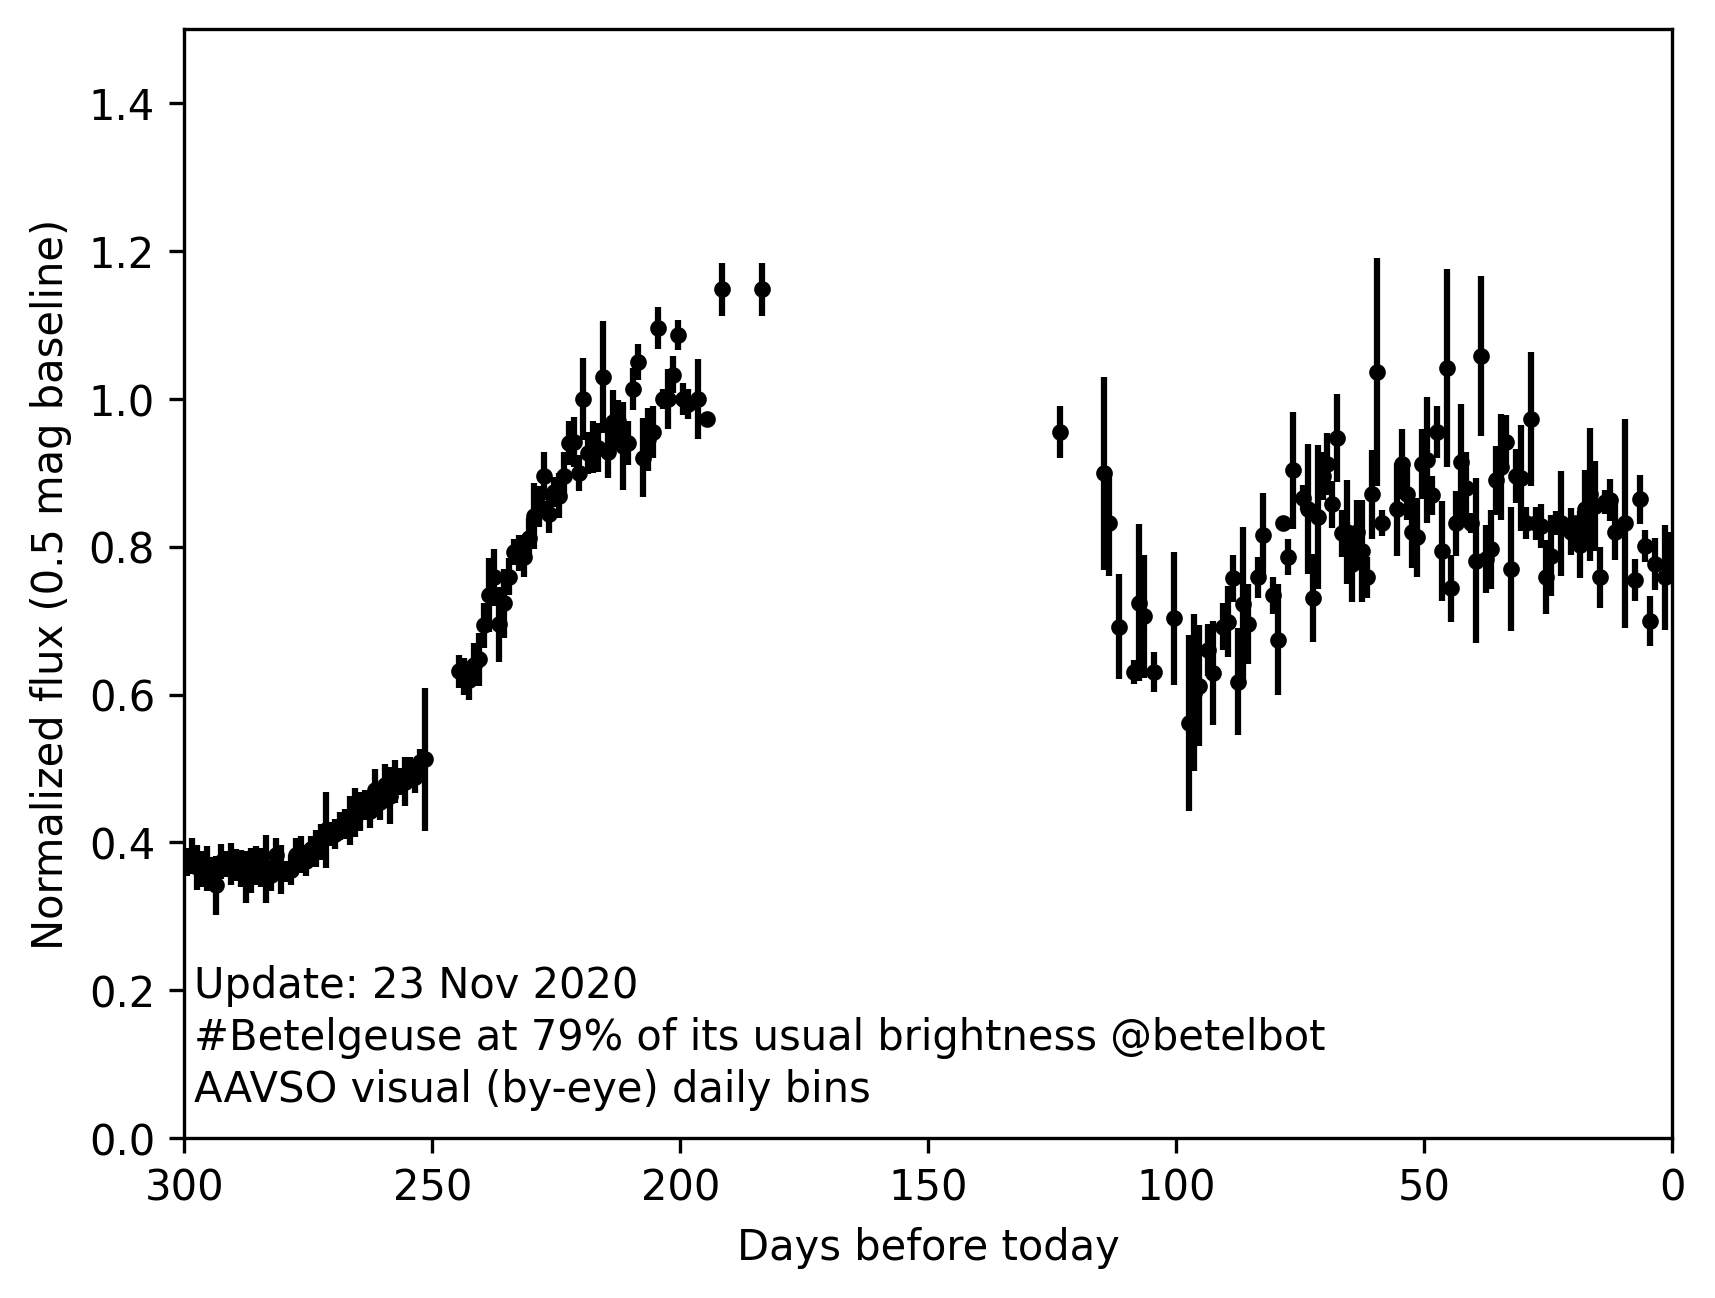 1.4
1.2
1.0
0.8
0.6
0.4
0.2
0.0
Normalized flux (0.5 mag baseline)
Update: 23 Nov 2020
#Betelgeuse at 79% of its usual brightness @betelbot
AAVSO visual (by-eye) daily bins
300 250 200 150 100 50 0
Days before today